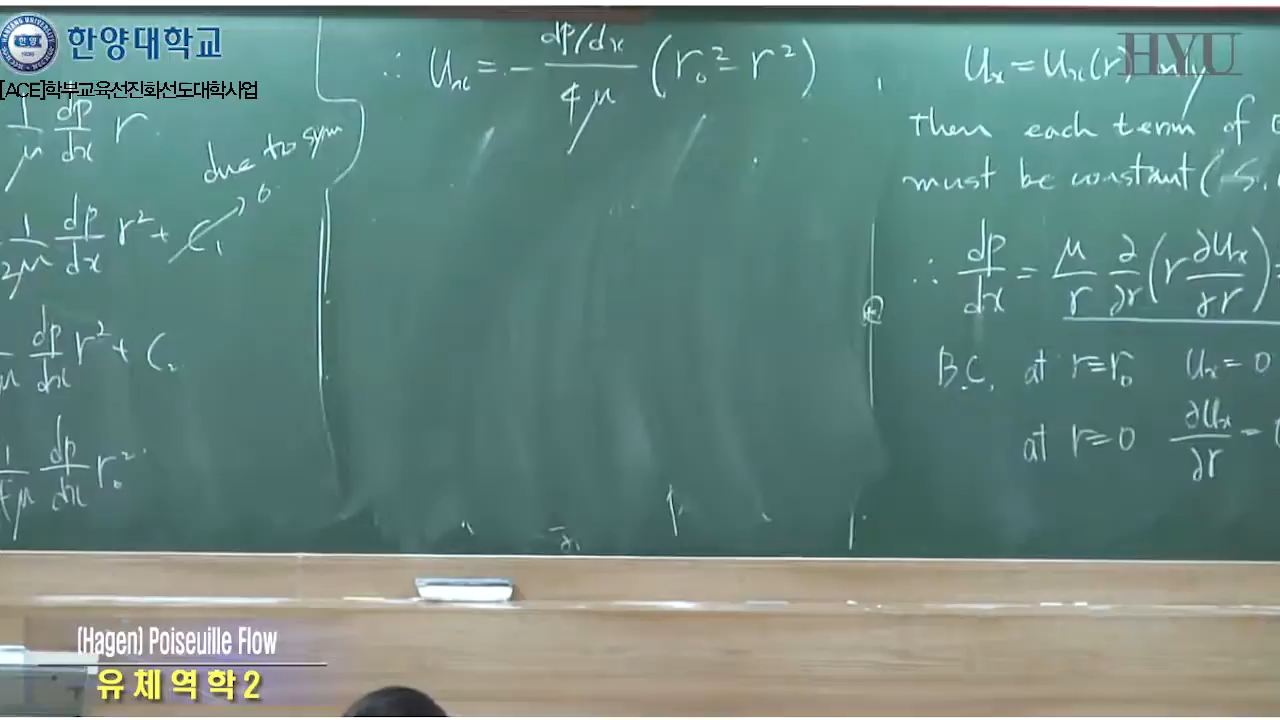 한양대학교
HYU
[ACE]학부교육선진화선도대학사업
1/μ dp/dx r
due to sym
1/2μ dp/dx r² + C₁ → 0
dp/dx r² + C₂
1/4μ dp/dx r₀²
∴ Uₓ = - dp/dx / 4μ (r₀² - r²)
Uₓ = Uₓ(r)
Then each term of
must be constant (
∴ dp/dx = μ/r ∂/∂r (r ∂Uₓ/∂r) =
B.C. at r=r₀ Uₓ = 0
at r=0 ∂Uₓ/∂r =
(Hagen) Poiseuille Flow
유체역학2